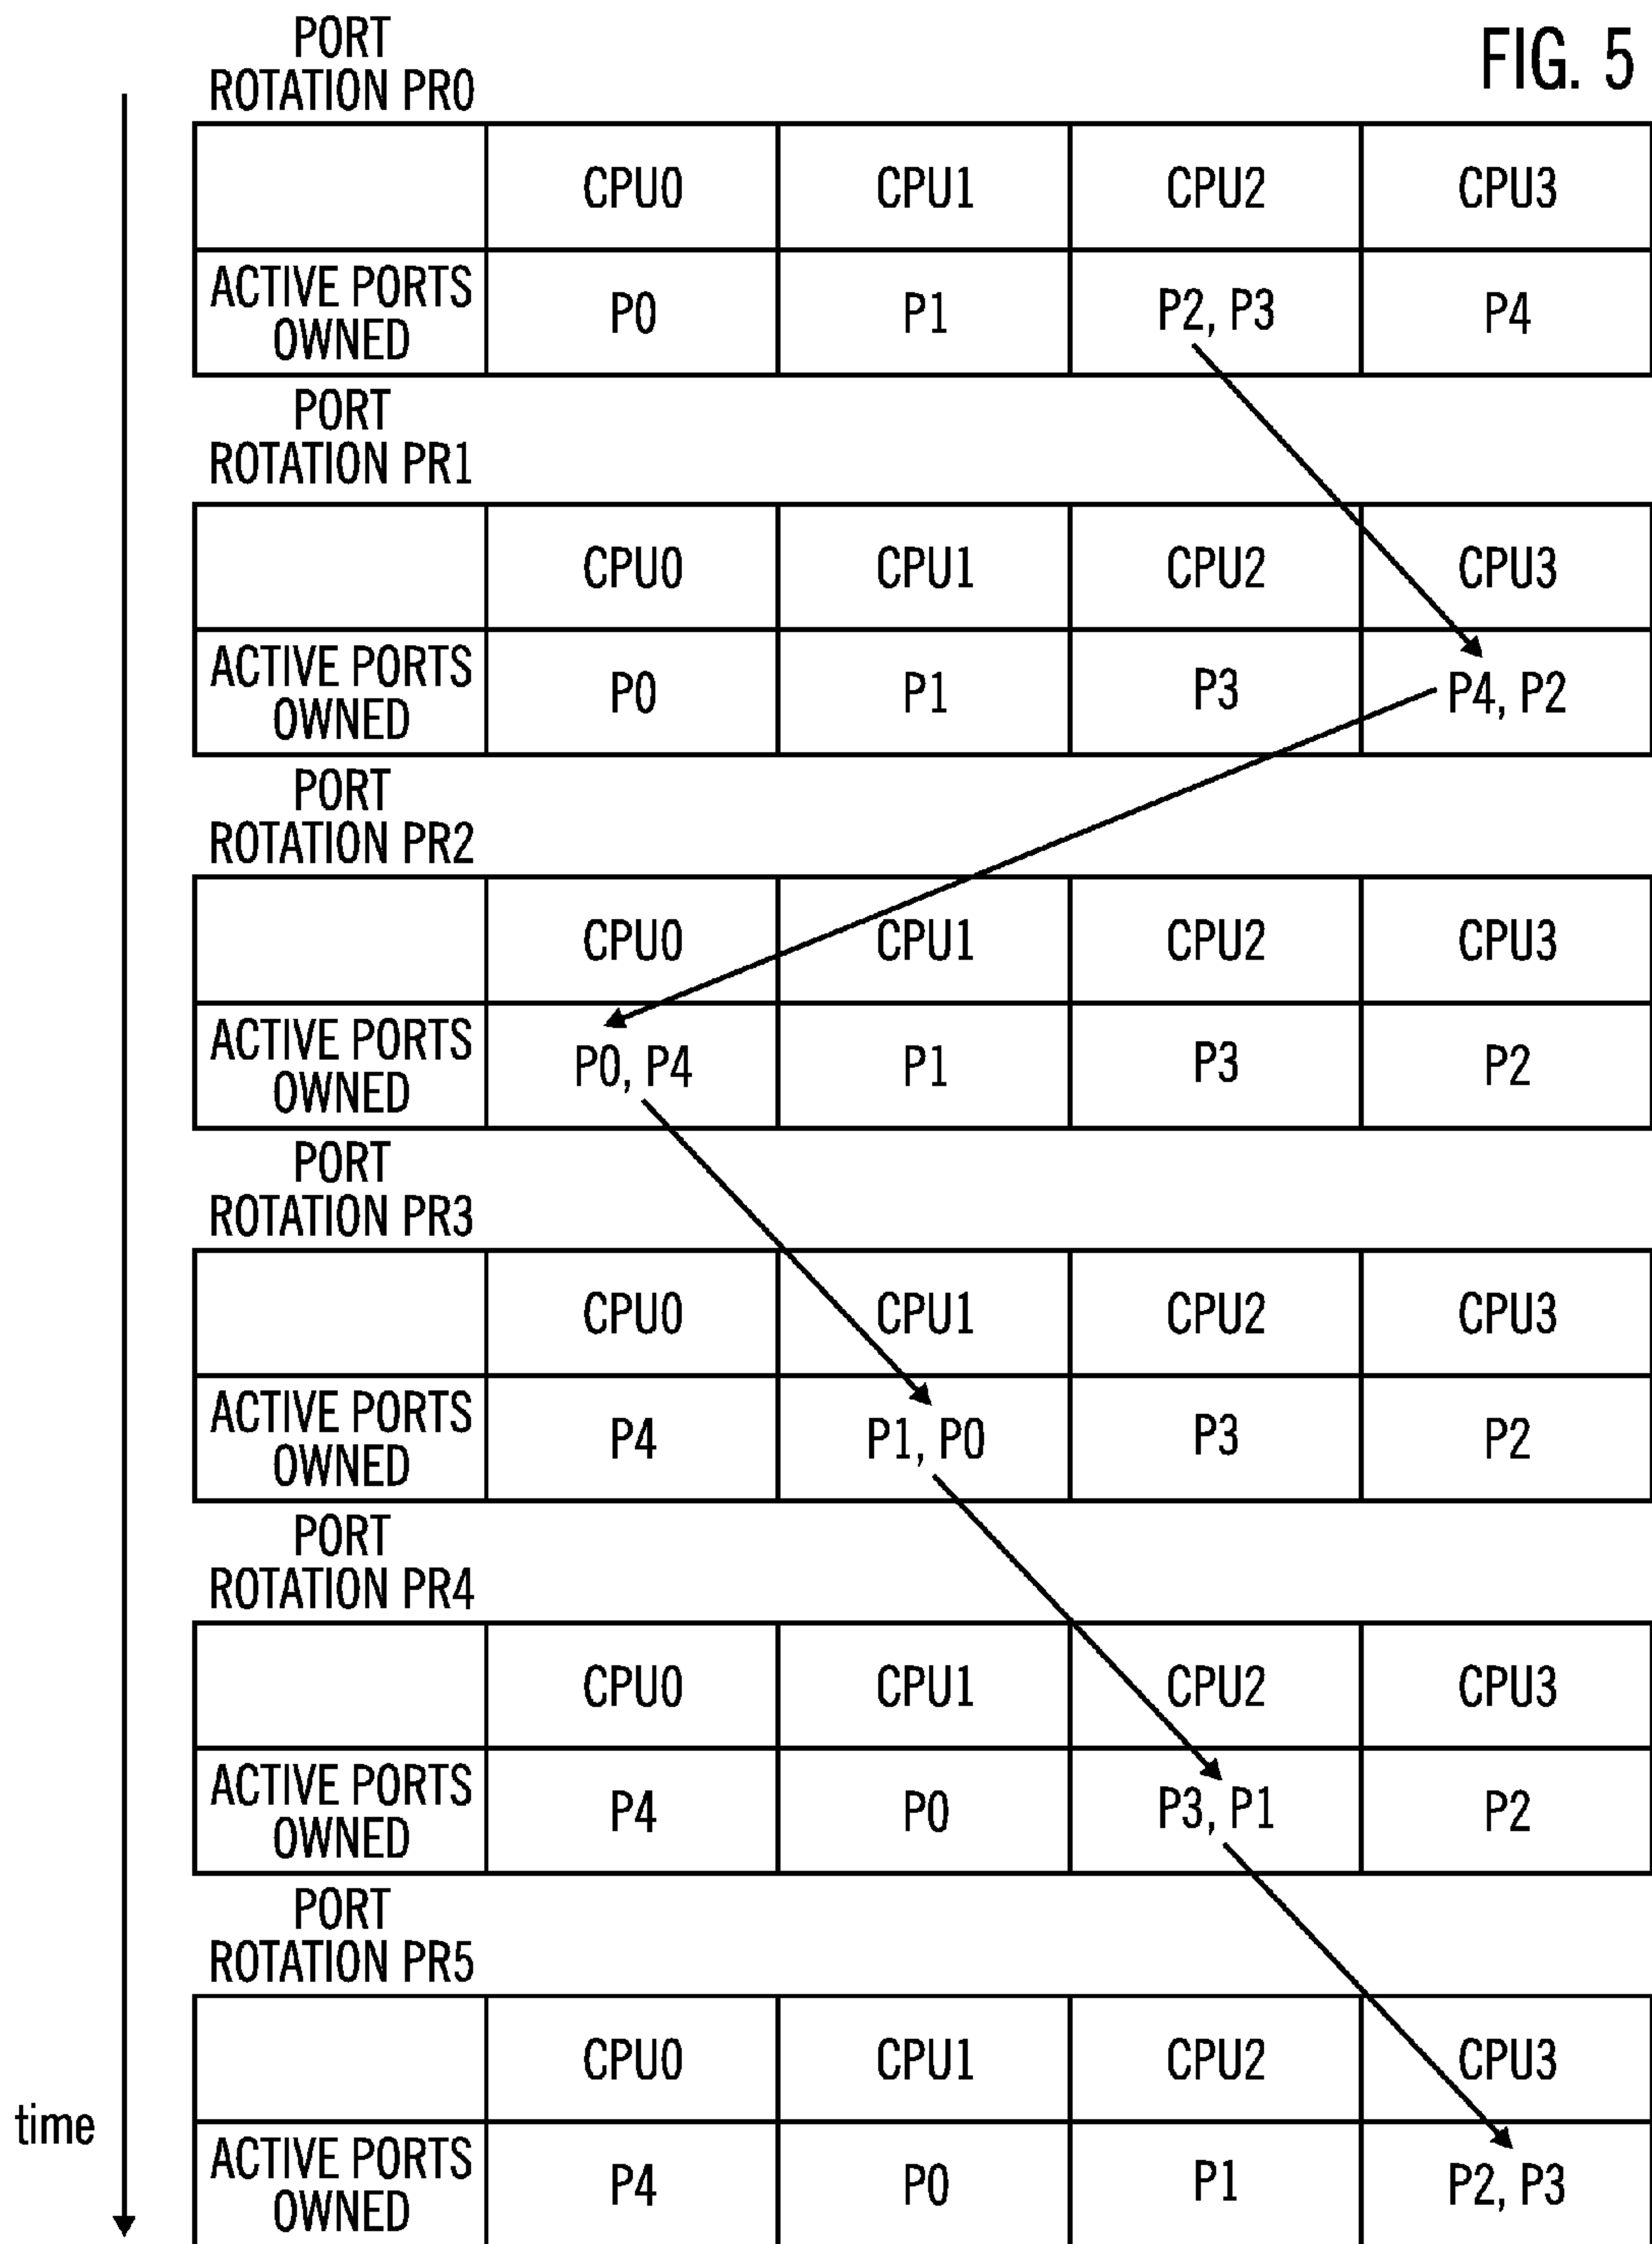 FIG. 5
PORT
ROTATION PR0
CPU0 CPU1 CPU2 CPU3
ACTIVE PORTS
OWNED
P0 P1 P2, P3 P4
PORT
ROTATION PR1
CPU0 CPU1 CPU2 CPU3
ACTIVE PORTS
OWNED
P0 P1 P3 P4, P2
PORT
ROTATION PR2
CPU0 CPU1 CPU2 CPU3
ACTIVE PORTS
OWNED
P0, P4 P1 P3 P2
PORT
ROTATION PR3
CPU0 CPU1 CPU2 CPU3
ACTIVE PORTS
OWNED
P4 P1, P0 P3 P2
PORT
ROTATION PR4
CPU0 CPU1 CPU2 CPU3
ACTIVE PORTS
OWNED
P4 P0 P3, P1 P2
PORT
ROTATION PR5
CPU0 CPU1 CPU2 CPU3
time
ACTIVE PORTS
OWNED
P4 P0 P1 P2, P3